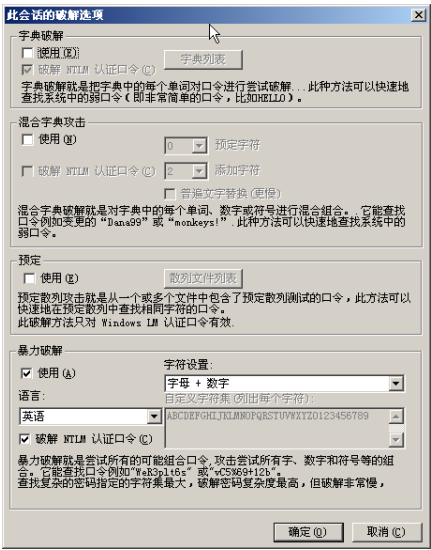 此会话的破解选项
字典破解
使用(E)
字典列表
破解 NTLM 认证口令(C)
字典破解就是把字典中的每个单词对口令进行尝试破解...此种方法可以快速地
查找系统中的弱口令(即非常简单的口令，比如HELLO)。
混合字典攻击
使用(N)
0 预定字符
破解 NTLM 认证口令(C)
2 添加字符
普遍文字替换(更慢)
混合字典破解就是对字典中的每个单词、数字或符号进行混合组合。.它能查找
口令例如变更的“Dana99”或“monkeys!”.此种方法可以快速地查找系统中的
弱口令。
预定
使用(R)
散列文件列表
预定散列攻击就是从一个或多个文件中包含了预定散列测试的口令，此方法可以
快速地在预定散列中查找相同字符的口令。
此破解方法只对 Windows LM 认证口令有效.
暴力破解
使用(A)
字符设置:
字母 + 数字
语言:
自定义字符集(列出每个字符):
英语
ABCDEFGHIJKLMNOPQRSTUVWXYZ0123456789
破解 NTLM 认证口令(C)
暴力破解就是尝试所有的可能组合口令,攻击尝试所有字、数字和符号等的组
合。它能查找口令例如“WeR3plt6s”或“vC5%69+12b”。
查找复杂的密码指定的字符集最大，破解密码复杂度最高，但破解非常慢，
确定(O)
取消(C)